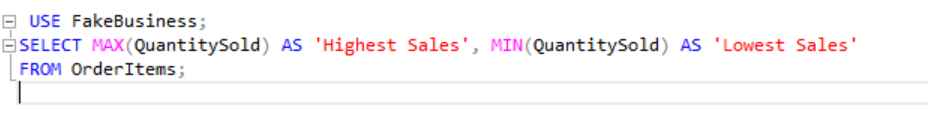 USE FakeBusiness;
SELECT MAX(QuantitySold) AS 'Highest Sales', MIN(QuantitySold) AS 'Lowest Sales'
FROM OrderItems;